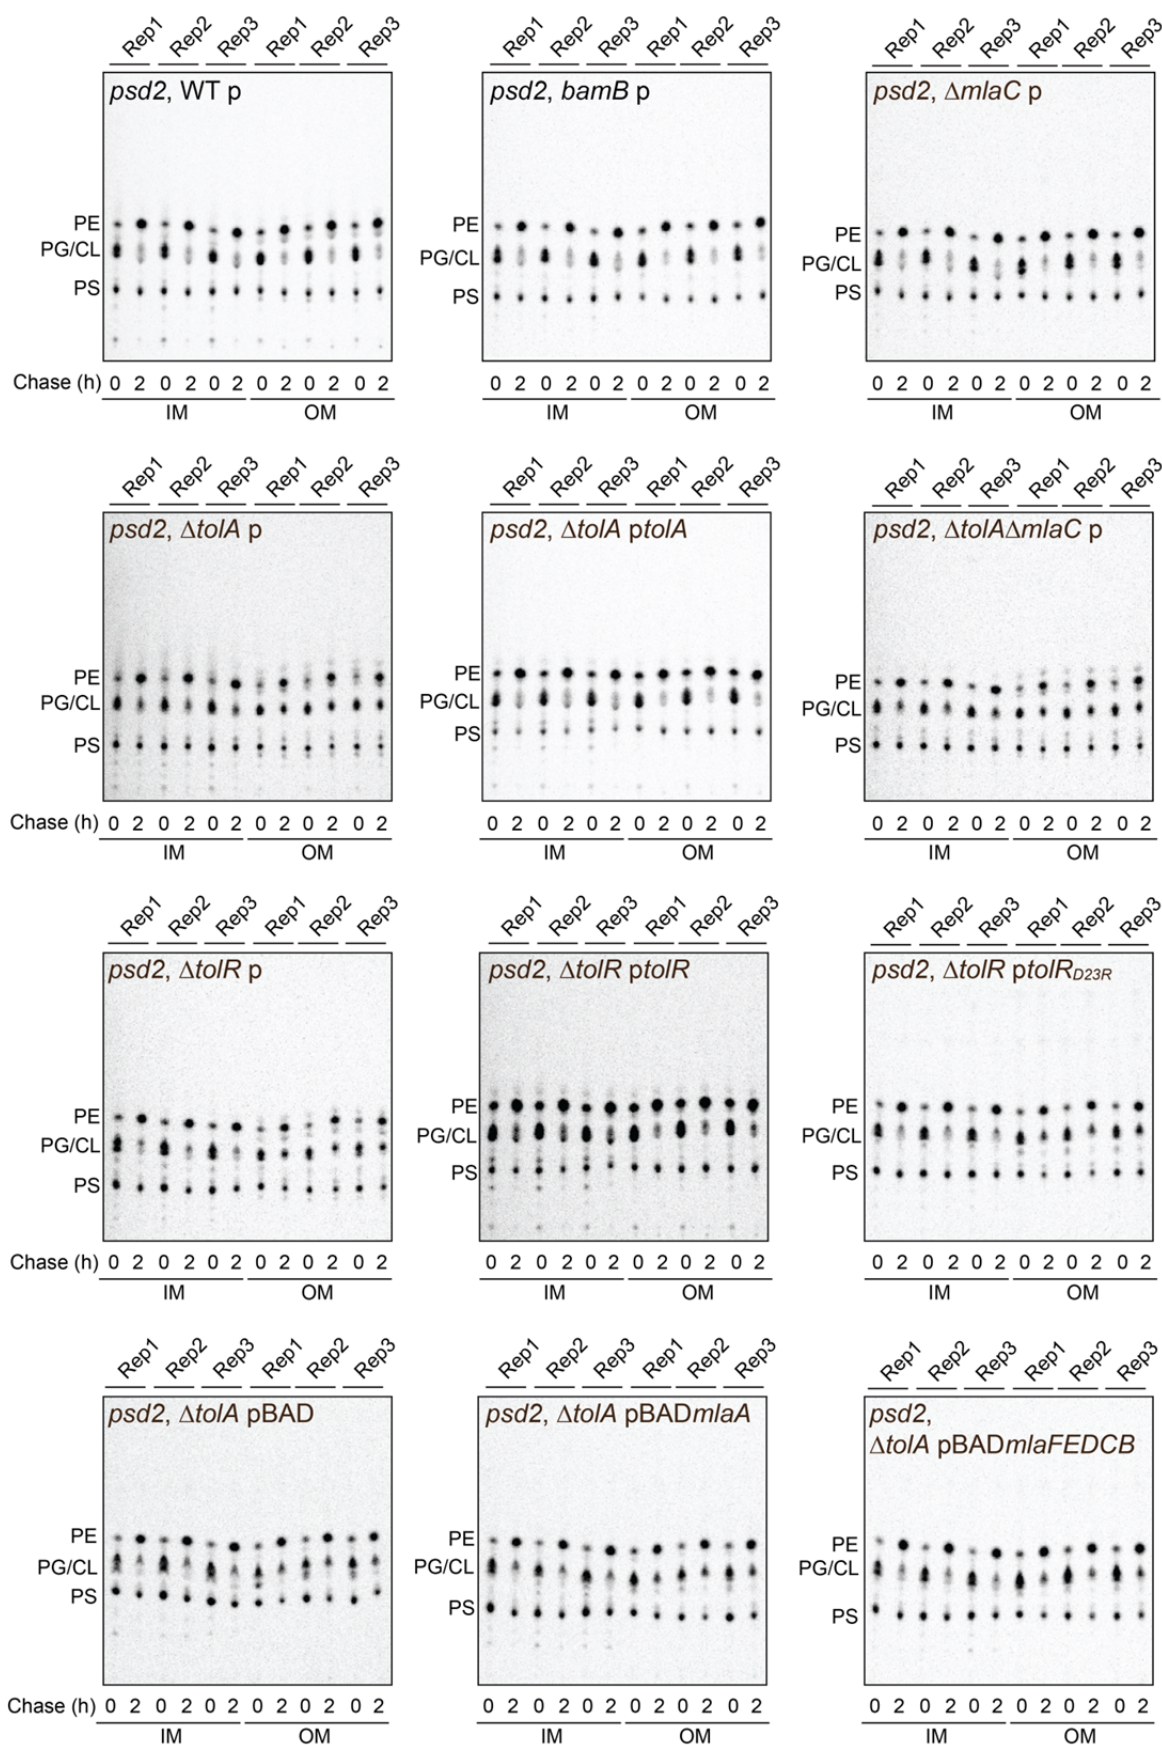 Rep1 Rep2 Rep3 Rep1 Rep2 Rep3 Rep1 Rep2 Rep3 Rep1 Rep2 Rep3 Rep1 Rep2 Rep3 Rep1 Rep2 Rep3
psd2, WT p psd2, bamB p psd2, ΔmlaC p
PE PE PE
PG/CL PG/CL PG/CL
PS PS PS
Chase (h) 0 2 0 2 0 2 0 2 0 2 0 2 0 2 0 2 0 2 0 2 0 2 0 2 0 2 0 2 0 2 0 2 0 2 0 2
IM OM IM OM IM OM
Rep1 Rep2 Rep3 Rep1 Rep2 Rep3 Rep1 Rep2 Rep3 Rep1 Rep2 Rep3 Rep1 Rep2 Rep3 Rep1 Rep2 Rep3
psd2, ΔtolA p psd2, ΔtolA ptolA psd2, ΔtolAΔmlaC p
PE PE PE
PG/CL PG/CL PG/CL
PS PS PS
Chase (h) 0 2 0 2 0 2 0 2 0 2 0 2 0 2 0 2 0 2 0 2 0 2 0 2 0 2 0 2 0 2 0 2 0 2 0 2
IM OM IM OM IM OM
Rep1 Rep2 Rep3 Rep1 Rep2 Rep3 Rep1 Rep2 Rep3 Rep1 Rep2 Rep3 Rep1 Rep2 Rep3 Rep1 Rep2 Rep3
psd2, ΔtolR p psd2, ΔtolR ptolR psd2, ΔtolR ptolRD23R
PE PE PE
PG/CL PG/CL PG/CL
PS PS PS
Chase (h) 0 2 0 2 0 2 0 2 0 2 0 2 0 2 0 2 0 2 0 2 0 2 0 2 0 2 0 2 0 2 0 2 0 2 0 2
IM OM IM OM IM OM
Rep1 Rep2 Rep3 Rep1 Rep2 Rep3 Rep1 Rep2 Rep3 Rep1 Rep2 Rep3 Rep1 Rep2 Rep3 Rep1 Rep2 Rep3
psd2, ΔtolA pBAD psd2, ΔtolA pBADmlaA psd2,
ΔtolA pBADmlaFEDCB
PE PE PE
PG/CL PG/CL PG/CL
PS PS PS
Chase (h) 0 2 0 2 0 2 0 2 0 2 0 2 0 2 0 2 0 2 0 2 0 2 0 2 0 2 0 2 0 2 0 2 0 2 0 2
IM OM IM OM IM OM